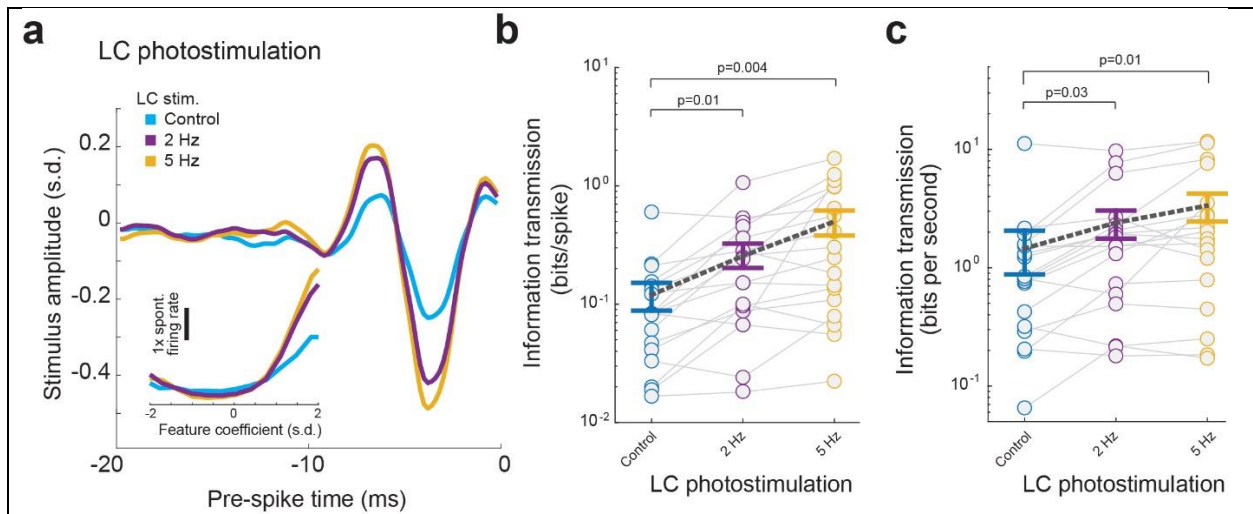 a
LC photostimulation
LC stim.
Control
2 Hz
5 Hz
0.2
0
-0.2
-0.4
Stimulus amplitude (s.d.)
1x spont.
firing rate
-2
0
2
Feature coefficient (s.d.)
-20
-10
0
Pre-spike time (ms)
b
p=0.004
p=0.01
10^1
10^0
10^-1
10^-2
Information transmission
(bits/spike)
Control
2 Hz
5 Hz
LC photostimulation
c
p=0.01
p=0.03
10^1
10^0
10^-1
Information transmission
(bits per second)
Control
2 Hz
5 Hz
LC photostimulation